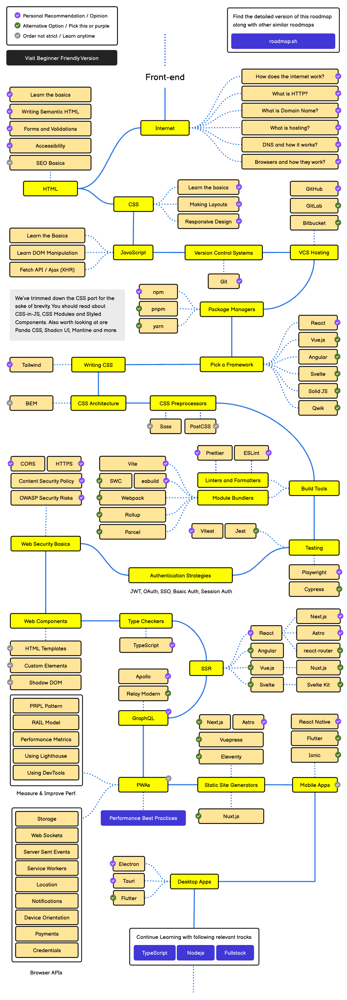 Personal Recommendation / Opinion
Alternative Option / Pick this or purple
Order not strict / Learn anytime
Visit Beginner Friendly Version
Find the detailed version of this roadmap
along with other similar roadmaps
roadmap.sh
Front-end
Internet
How does the internet work?
What is HTTP?
What is Domain Name?
What is hosting?
DNS and how it works?
Browsers and how they work?
Learn the basics
Writing Semantic HTML
Forms and Validations
Accessibility
SEO Basics
HTML
CSS
Learn the basics
Making Layouts
Responsive Design
GitHub
GitLab
Bitbucket
Learn the Basics
Learn DOM Manipulation
Fetch API / Ajax (XHR)
JavaScript
Version Control Systems
VCS Hosting
Git
We've trimmed down the CSS part for the
sake of brevity. You should read about
CSS-in-JS, CSS Modules and Styled
Components. Also worth looking at are
Panda CSS, Shadcn UI, Mantine and more.
npm
pnpm
yarn
Package Managers
React
Vue.js
Angular
Svelte
Solid JS
Qwik
Tailwind
Writing CSS
Pick a Framework
BEM
CSS Architecture
CSS Preprocessors
Sass
PostCSS
Prettier
ESLint
Linters and Formatters
Module Bundlers
Build Tools
CORS
HTTPS
Content Security Policy
OWASP Security Risks
Vite
SWC
esbuild
Webpack
Rollup
Parcel
Vitest
Jest
Web Security Basics
Testing
Authentication Strategies
JWT, OAuth, SSO, Basic Auth, Session Auth
Playwright
Cypress
Web Components
Type Checkers
HTML Templates
Custom Elements
Shadow DOM
TypeScript
SSR
React
Angular
Vue.js
Svelte
Next.js
Astro
react-router
Nuxt.js
Svelte Kit
Apollo
Relay Modern
GraphQL
PRPL Pattern
RAIL Model
Performance Metrics
Using Lighthouse
Using DevTools
Measure & Improve Perf.
Next.js
Astro
Vuepress
Eleventy
React Native
Flutter
Ionic
PWAs
Static Site Generators
Mobile Apps
Performance Best Practices
Nuxt.js
Storage
Web Sockets
Server Sent Events
Service Workers
Location
Notifications
Device Orientation
Payments
Credentials
Browser APIs
Electron
Tauri
Flutter
Desktop Apps
Continue Learning with following relevant tracks
TypeScript
Nodejs
Fullstack